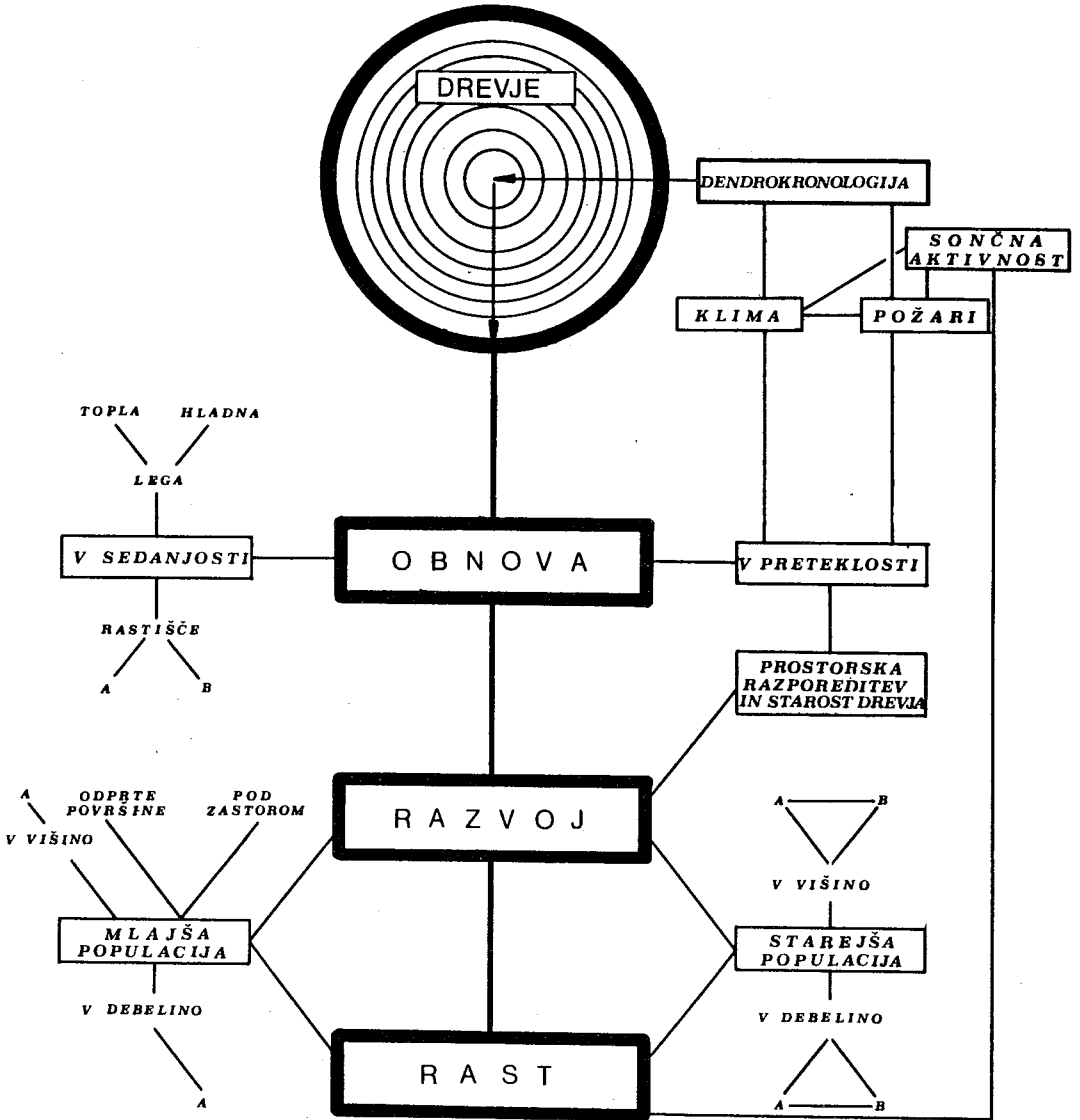 DREVJE
DENDROKRONOLOGIJA
SONČNA
AKTIVNOST
KLIMA
POŽARI
TOPLA
HLADNA
LEGA
V SEDANJOSTI
OBNOVA
V PRETEKLOSTI
RASTIŠČE
A
B
PROSTORSKA
RAZPOREDITEV
IN STAROST DREVJA
A
ODPRTE
POVRŠINE
POD
ZASTOROM
V VIŠINO
RAZVOJ
A
B
V VIŠINO
MLAJŠA
POPULACIJA
STAREJŠA
POPULACIJA
V DEBELINO
V DEBELINO
RAST
A
A
B